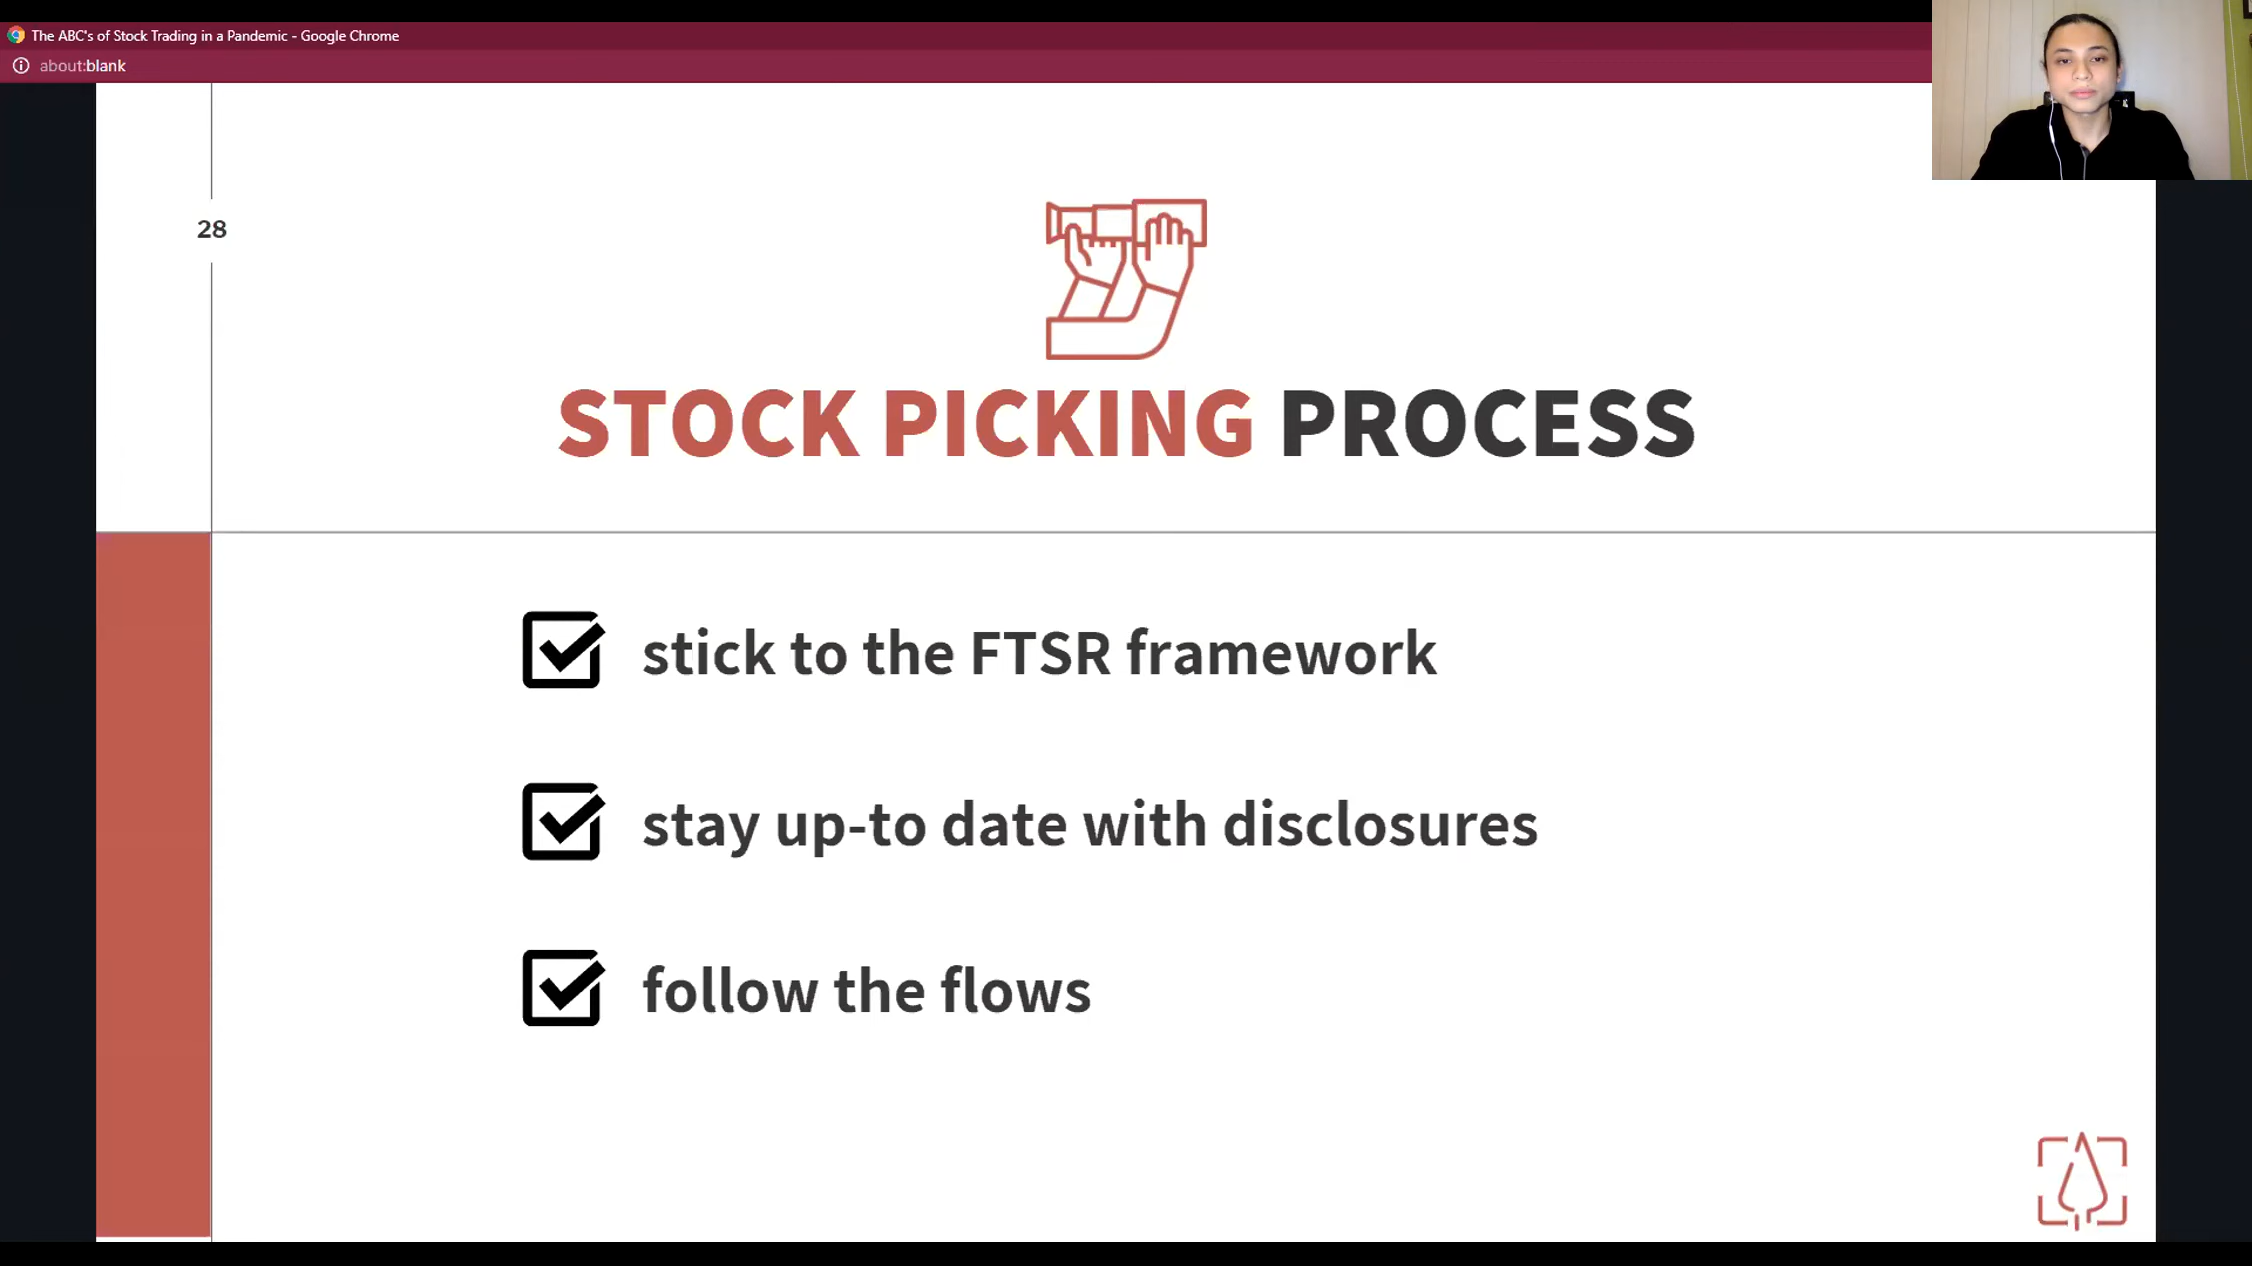 The ABC's of Stock Trading in a Pandemic - Google Chrome
about:blank
28
STOCK PICKING PROCESS
stick to the FTSR framework
stay up-to date with disclosures
follow the flows